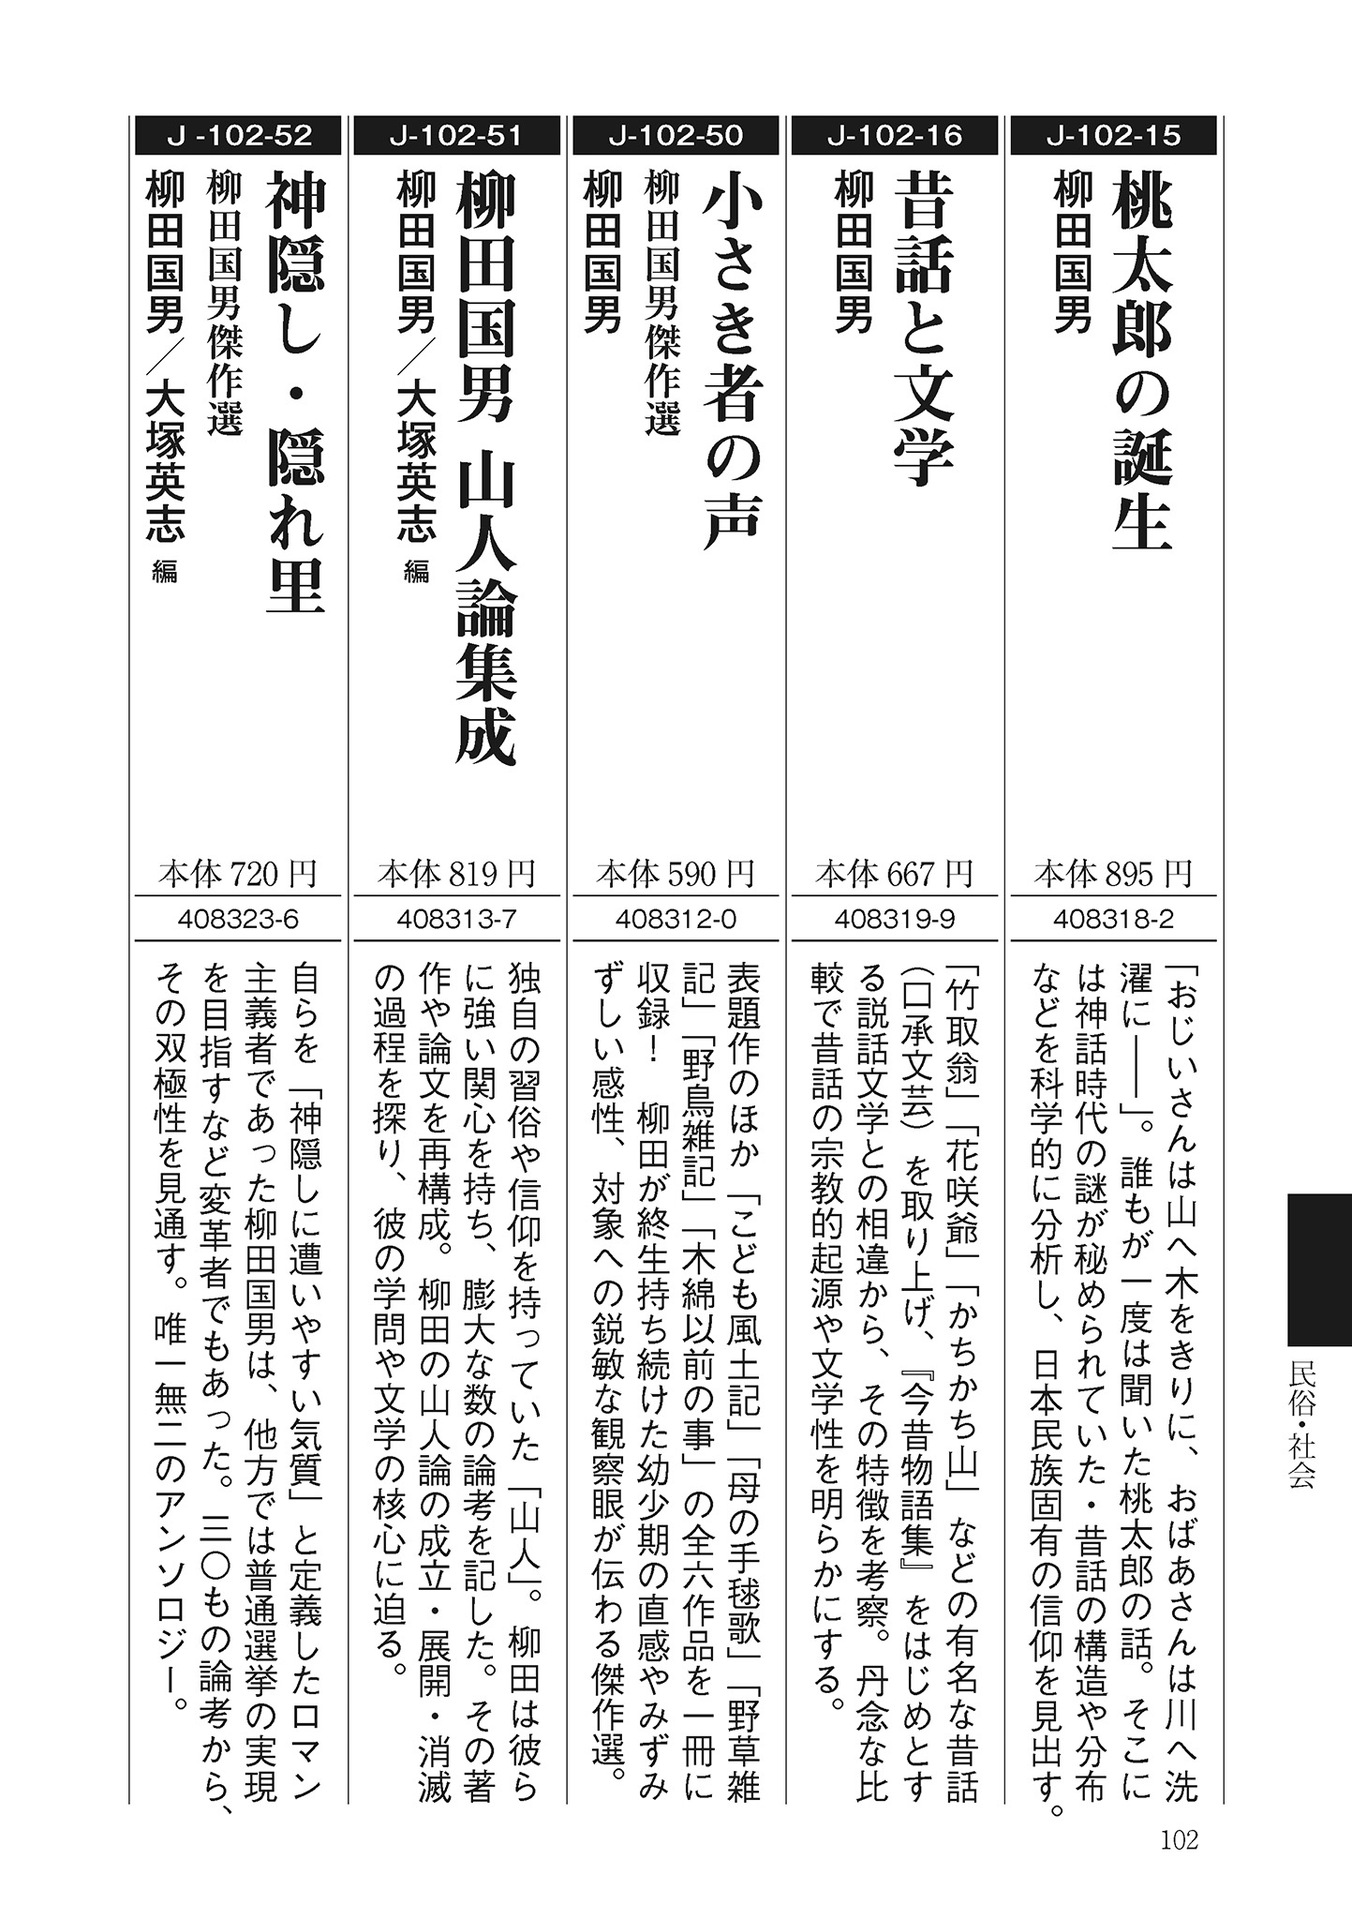 J-102-15
桃太郎の誕生
柳田国男
本体 895 円
408318-2
「おじいさんは山へ木をきりに、おばあさんは川へ洗
濯に――」。誰もが一度は聞いた桃太郎の話。そこに
は神話時代の謎が秘められていた・昔話の構造や分布
などを科学的に分析し、日本民族固有の信仰を見出す。
J-102-16
昔話と文学
柳田国男
本体 667 円
408319-9
「竹取翁」「花咲爺」「かちかち山」などの有名な昔話
（口承文芸）を取り上げ、『今昔物語集』をはじめとす
る説話文学との相違から、その特徴を考察。丹念な比
較で昔話の宗教的起源や文学性を明らかにする。
J-102-50
小さき者の声
柳田国男傑作選
柳田国男
本体 590 円
408312-0
表題作のほか「こども風土記」「母の手毬歌」「野草雑
記」「野鳥雑記」「木綿以前の事」の全六作品を一冊に
収録！　柳田が終生持ち続けた幼少期の直感やみずみ
ずしい感性、対象への鋭敏な観察眼が伝わる傑作選。
J-102-51
柳田国男 山人論集成
柳田国男／大塚英志 編
本体 819 円
408313-7
独自の習俗や信仰を持っていた「山人」。柳田は彼ら
に強い関心を持ち、膨大な数の論考を記した。その著
作や論文を再構成。柳田の山人論の成立・展開・消滅
の過程を探り、彼の学問や文学の核心に迫る。
J -102-52
神隠し・隠れ里
柳田国男傑作選
柳田国男／大塚英志 編
本体 720 円
408323-6
自らを「神隠しに遭いやすい気質」と定義したロマン
主義者であった柳田国男は、他方では普通選挙の実現
を目指すなど変革者でもあった。三〇もの論考から、
その双極性を見通す。唯一無二のアンソロジー。
民俗・社会
102